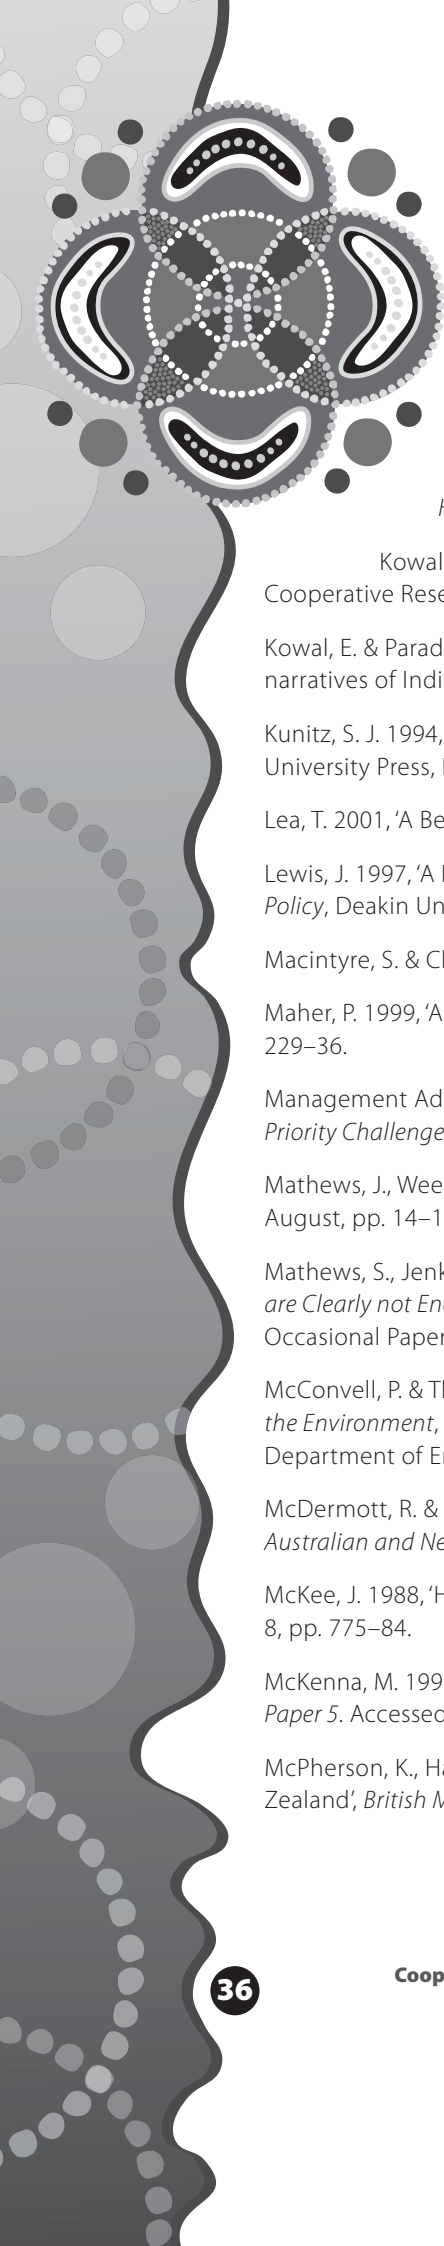 Kowal
Cooperative Rese
Kowal, E. & Parad
narratives of Indi
Kunitz, S. J. 1994,
University Press,
Lea, T. 2001, ‘A Be
Lewis, J. 1997, ‘A
Policy, Deakin Un
Macintyre, S. & Cl
Maher, P. 1999, ‘A
229–36.
Management Ad
Priority Challenge
Mathews, J., Wee
August, pp. 14–1
Mathews, S., Jenk
are Clearly not En
Occasional Paper
McConvell, P. & Th
the Environment,
Department of En
McDermott, R. &
Australian and Ne
McKee, J. 1988, ‘H
8, pp. 775–84.
McKenna, M. 199
Paper 5. Accessed
McPherson, K., Ha
Zealand’, British M
36
Coop